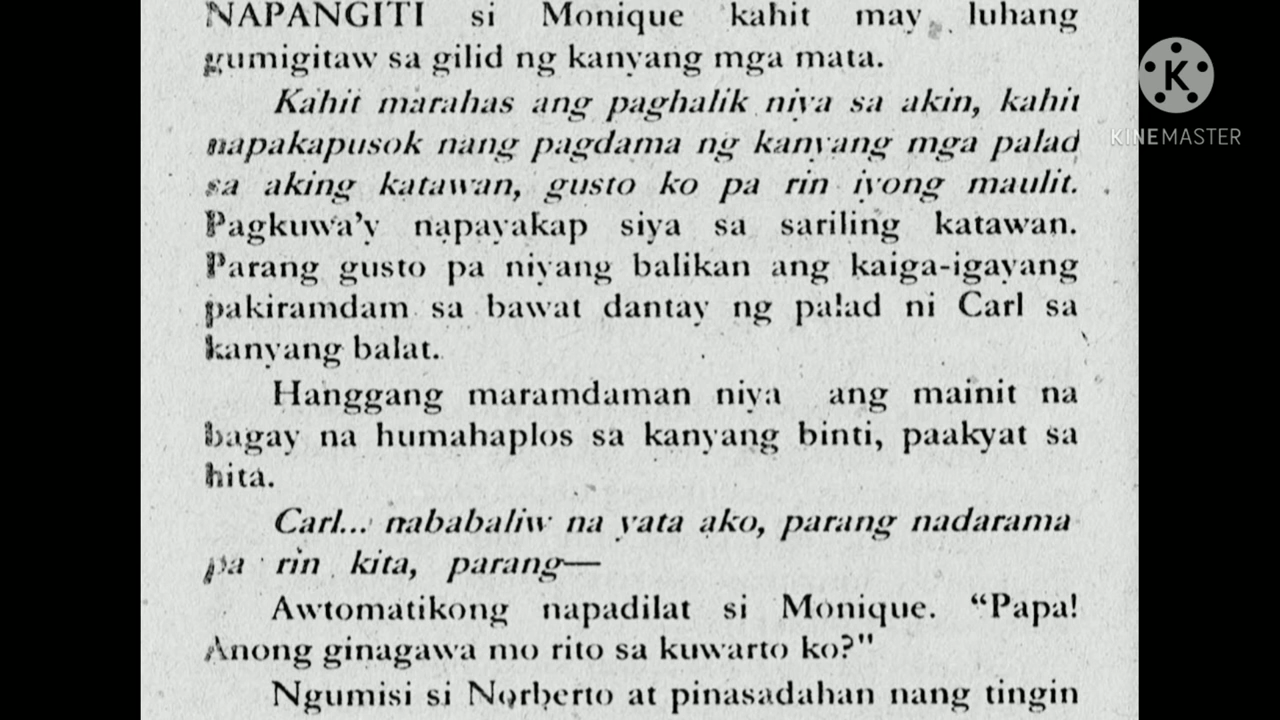 NAPANGITI si Monique kahit may luhang
gumigitaw sa gilid ng kanyang mga mata.
Kahit marahas ang paghalik niya sa akin, kahit
napakapusok nang pagdama ng kanyang mga palad
sa aking katawan, gusto ko pa rin iyong maulit.
Pagkuwa'y napayakap siya sa sariling katawan.
Parang gusto pa niyang balikan ang kaiga-igayang
pakiramdam sa bawat dantay ng palad ni Carl sa
kanyang balat.
Hanggang maramdaman niya ang mainit na
bagay na humahaplos sa kanyang binti, paakyat sa
hita.
Carl... nababaliw na yata ako, parang nadarama
pa rin kita, parang—
Awtomatikong napadilat si Monique. “Papa!
Anong ginagawa mo rito sa kuwarto ko?"
Ngumisi si Norberto at pinasadahan nang tingin
K
KINEMASTER